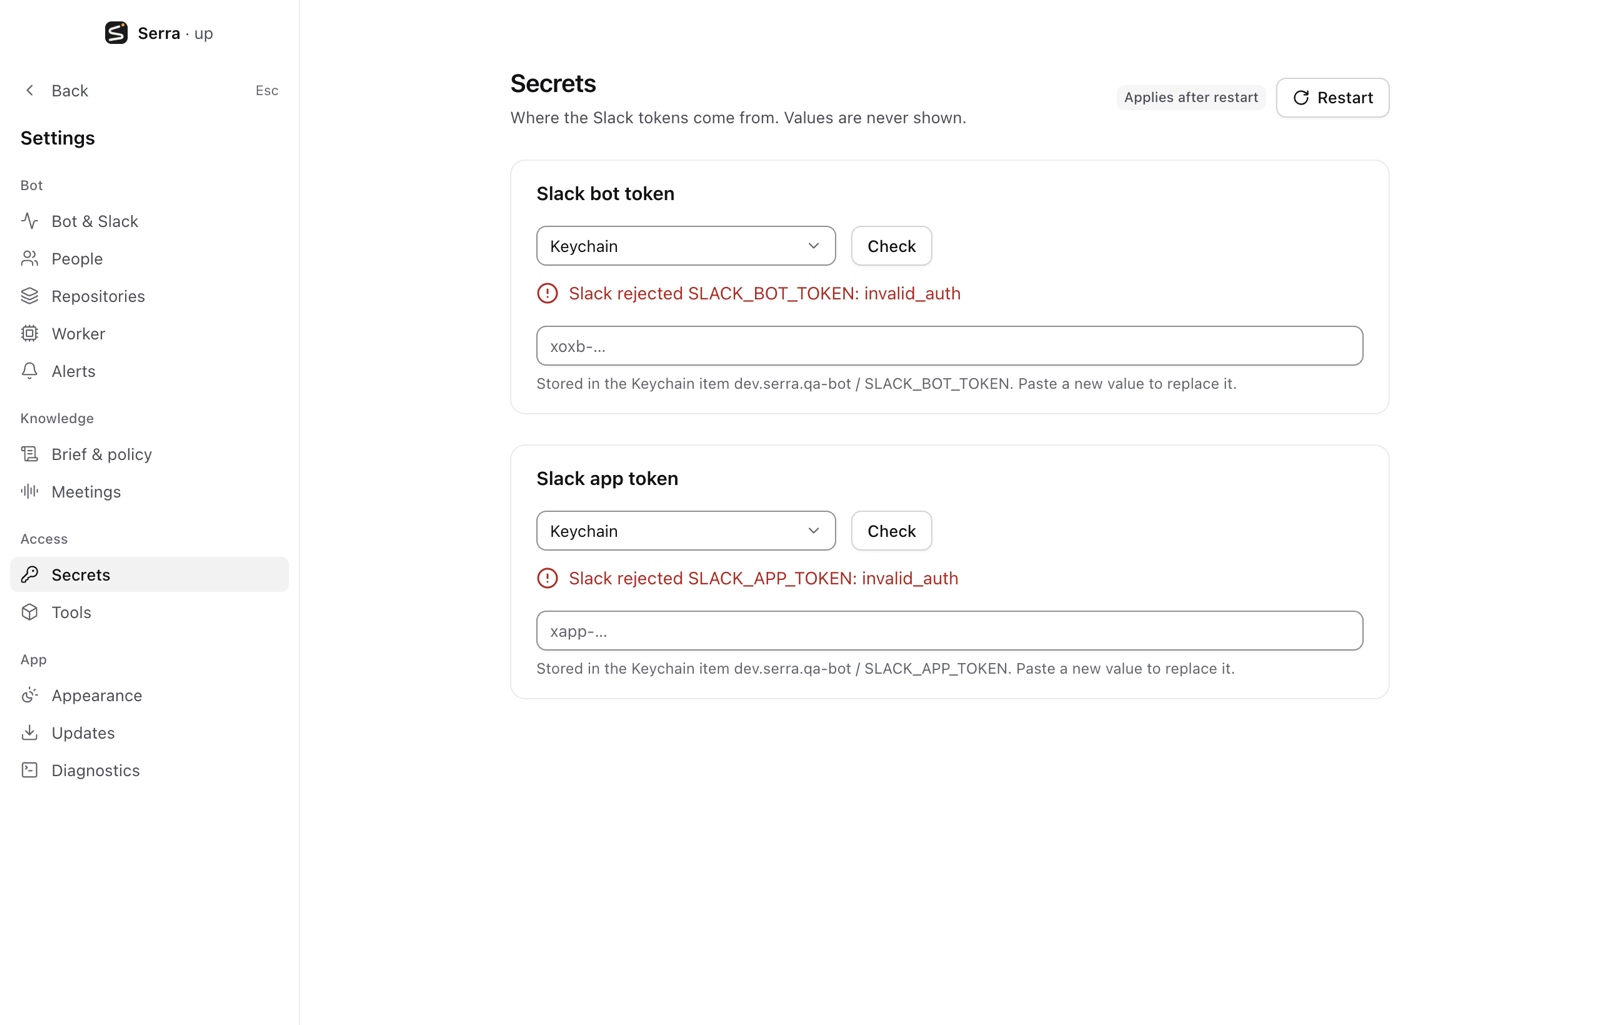 Serra · up
Back
Esc
Settings
Bot
Bot & Slack
People
Repositories
Worker
Alerts
Knowledge
Brief & policy
Meetings
Access
Secrets
Tools
App
Appearance
Updates
Diagnostics
Secrets
Where the Slack tokens come from. Values are never shown.
Applies after restart
Restart
Slack bot token
Keychain
Check
Slack rejected SLACK_BOT_TOKEN: invalid_auth
xoxb-...
Stored in the Keychain item dev.serra.qa-bot / SLACK_BOT_TOKEN. Paste a new value to replace it.
Slack app token
Keychain
Check
Slack rejected SLACK_APP_TOKEN: invalid_auth
xapp-...
Stored in the Keychain item dev.serra.qa-bot / SLACK_APP_TOKEN. Paste a new value to replace it.